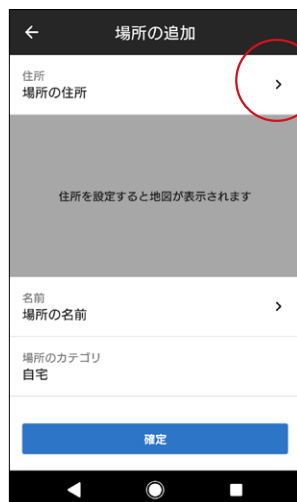 場所の追加
住所
場所の住所
住所を設定すると地図が表示されます
名前
場所の名前
場所のカテゴリ
自宅
確定